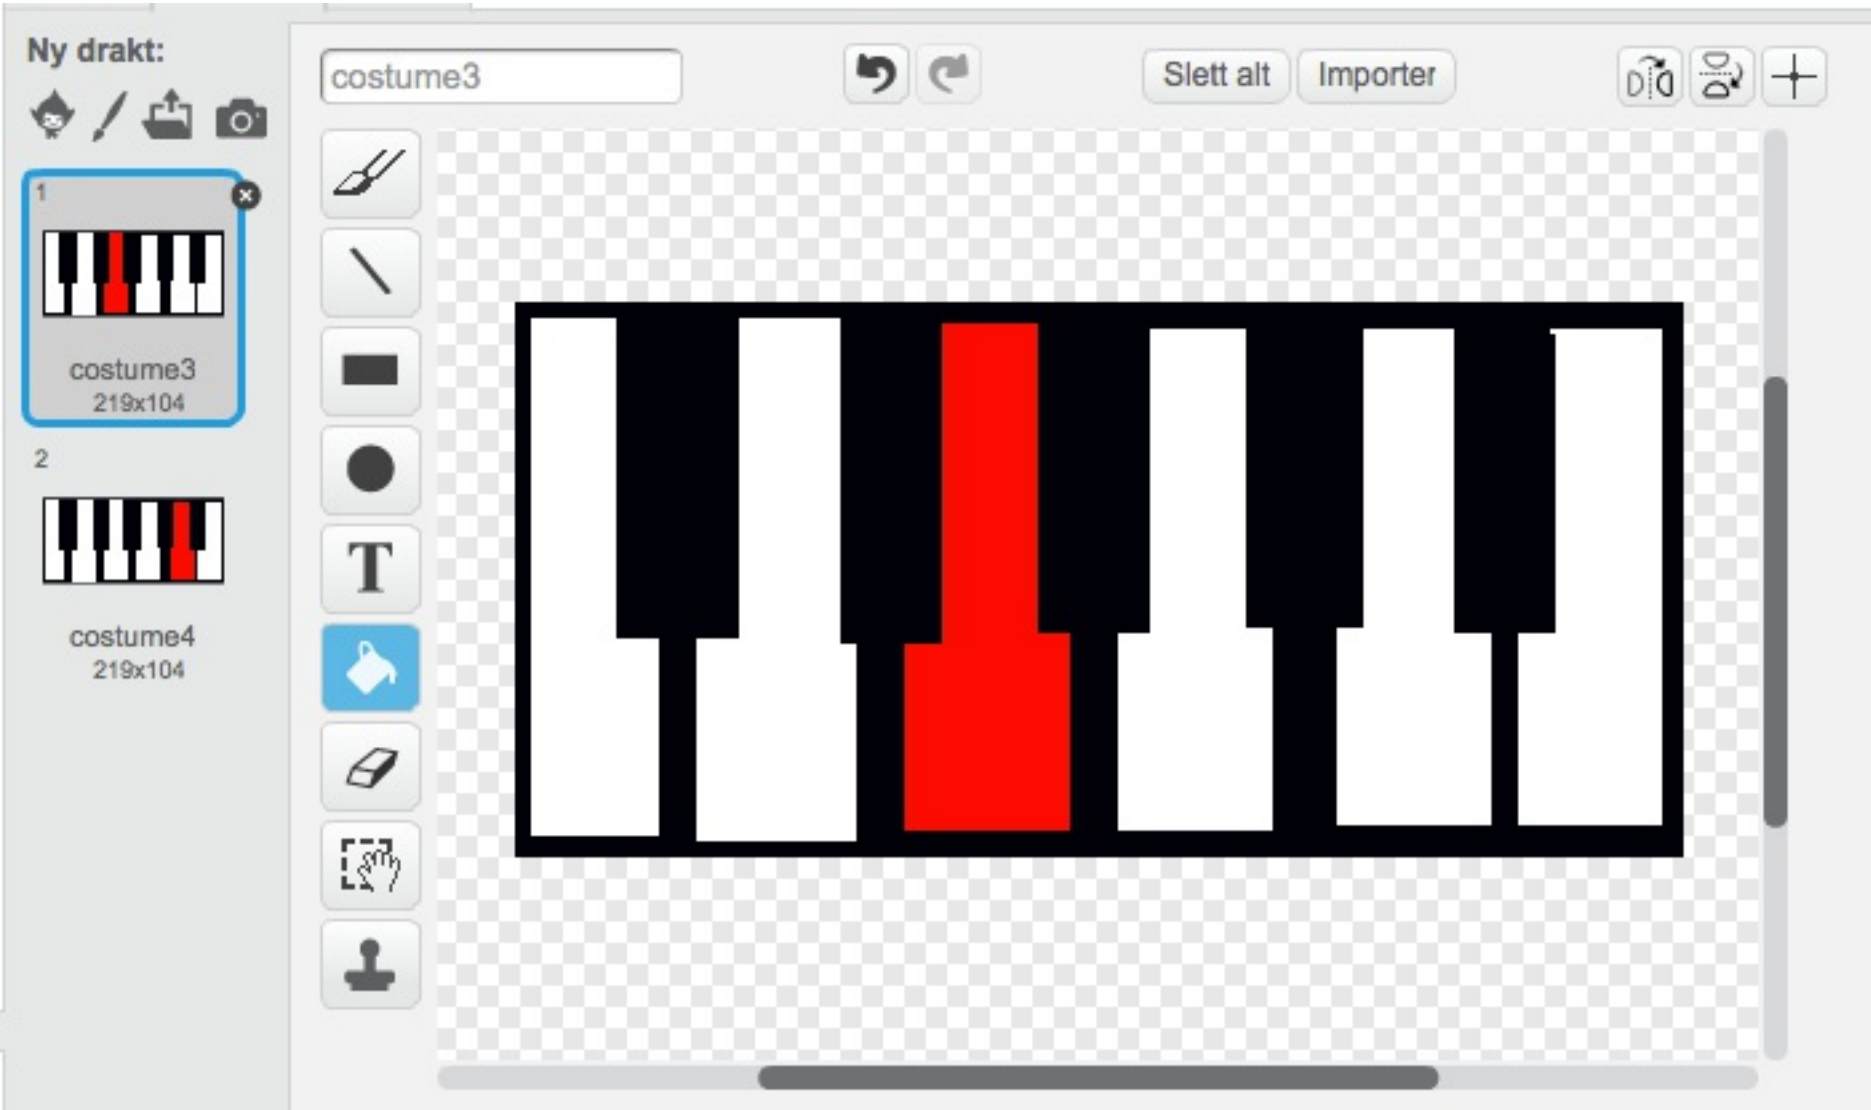 Ny drakt:
costume3
Slett alt
Importer
1
costume3
219x104
2
costume4
219x104
T